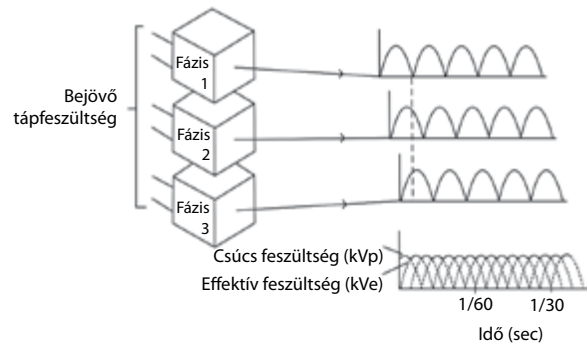 Bejövő
tápfeszültség
Fázis
1
Fázis
2
Fázis
3
Csúcs feszültség (kVp)
Effektív feszültség (kVe)
1/60
1/30
Idő (sec)